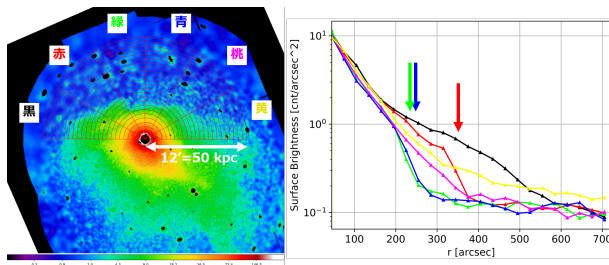 緑
青
赤
桃
黒
黄
12'=50 kpc
Surface Brightness [cnt/arcsec^2]
10¹
10⁰
10⁻¹
100 200 300 400 500 600 700
r [arcsec]